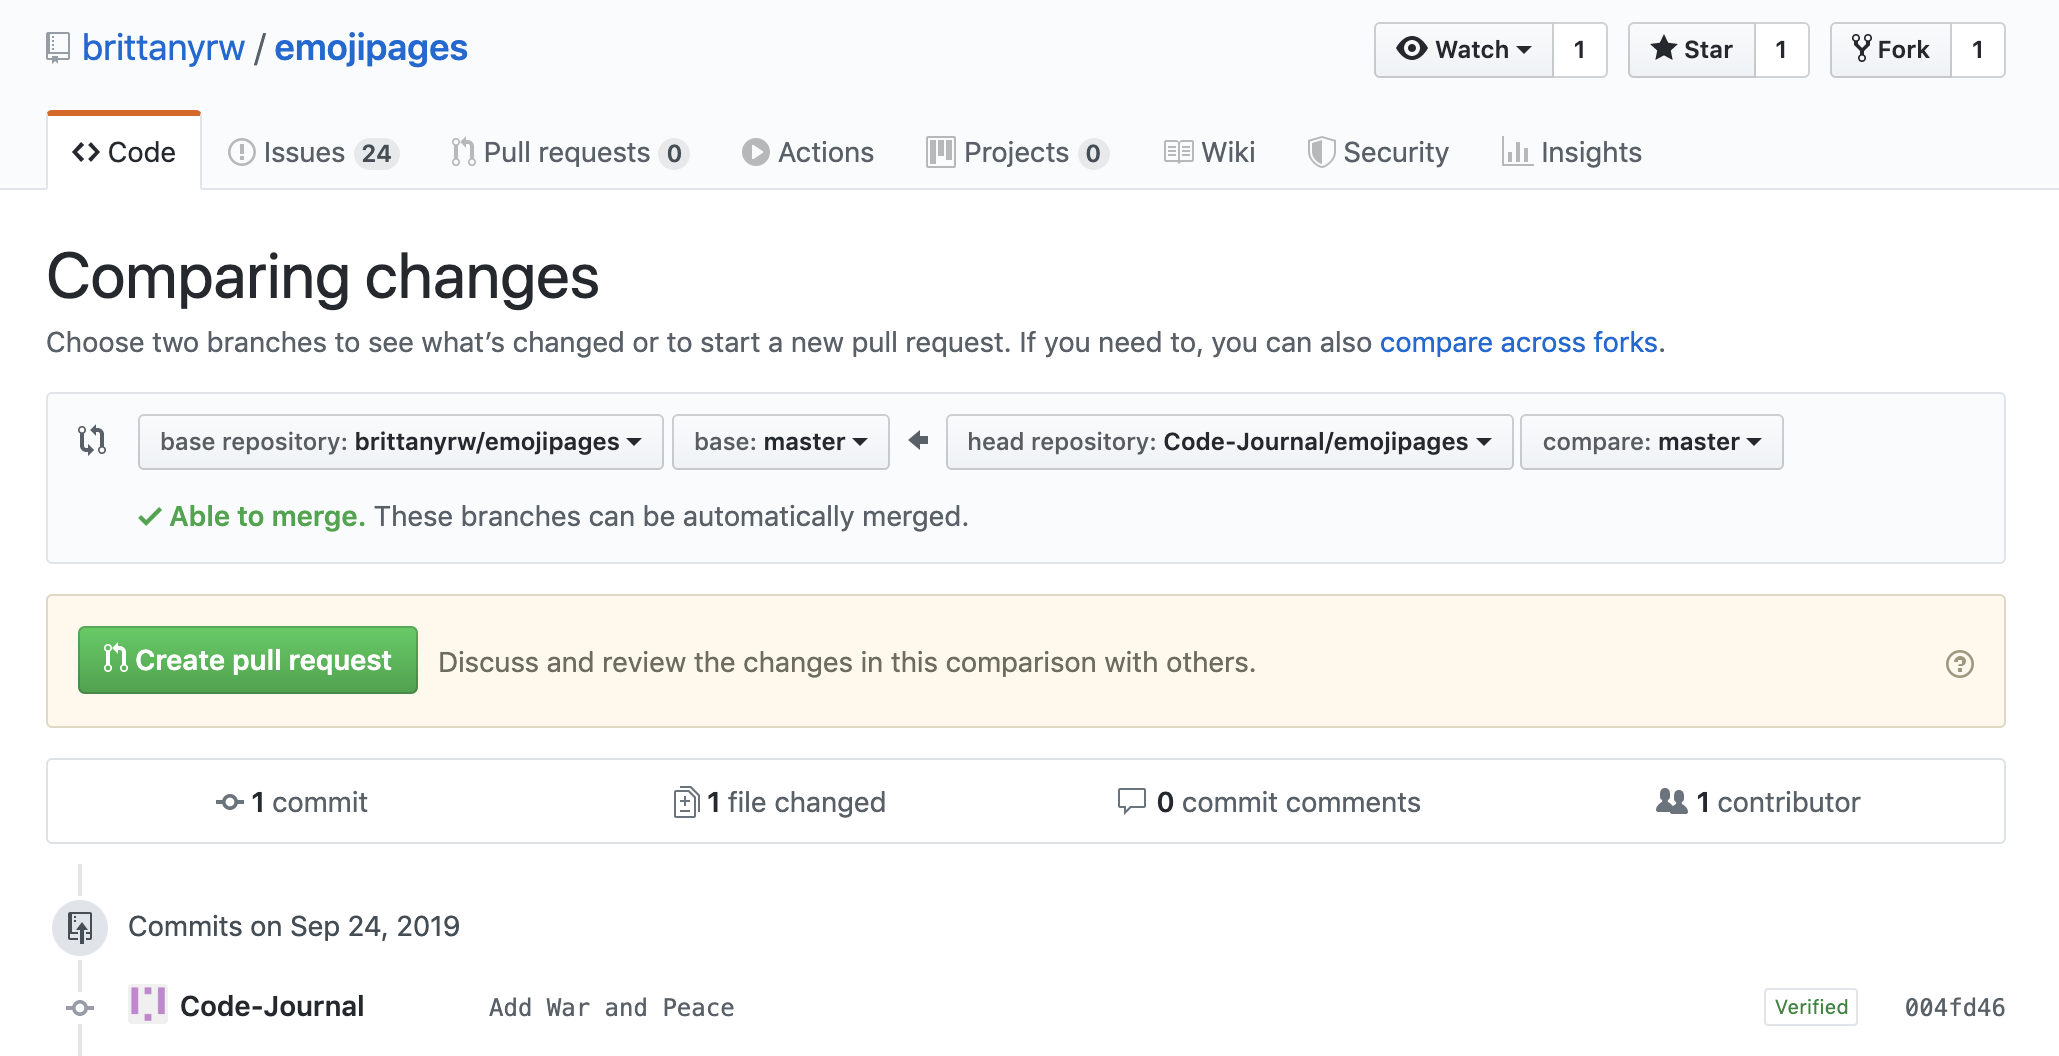 brittanyrw / emojipages
Watch 1 Star 1 Fork 1
Code Issues 24 Pull requests 0 Actions Projects 0 Wiki Security Insights
Comparing changes
Choose two branches to see what’s changed or to start a new pull request. If you need to, you can also compare across forks.
base repository: brittanyrw/emojipages base: master head repository: Code-Journal/emojipages compare: master
Able to merge. These branches can be automatically merged.
Create pull request Discuss and review the changes in this comparison with others.
1 commit 1 file changed 0 commit comments 1 contributor
Commits on Sep 24, 2019
Code-Journal Add War and Peace Verified 004fd46